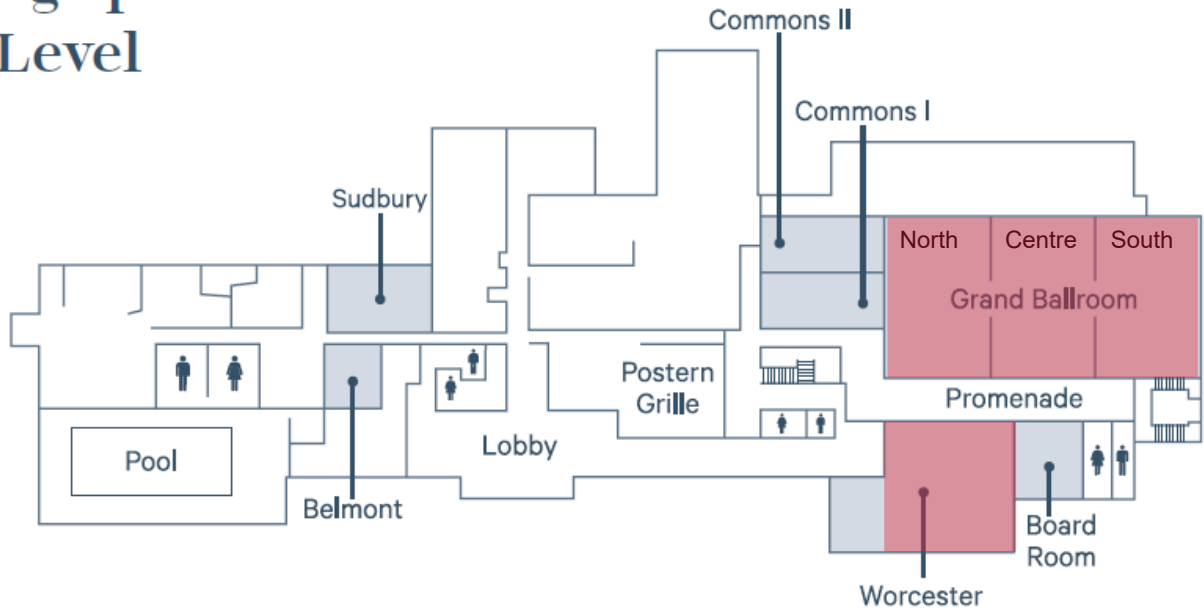 Level
Commons II
Commons I
Sudbury
North Centre South
Grand Ballroom
Postern
Grille
Promenade
Lobby
Pool
Belmont
Board
Room
Worcester